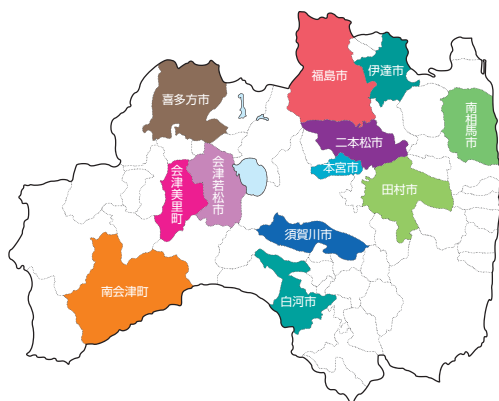 福島市
伊達市
喜多方市
南相馬市
二本松市
本宮市
会津若松市
会津美里町
田村市
須賀川市
南会津町
白河市